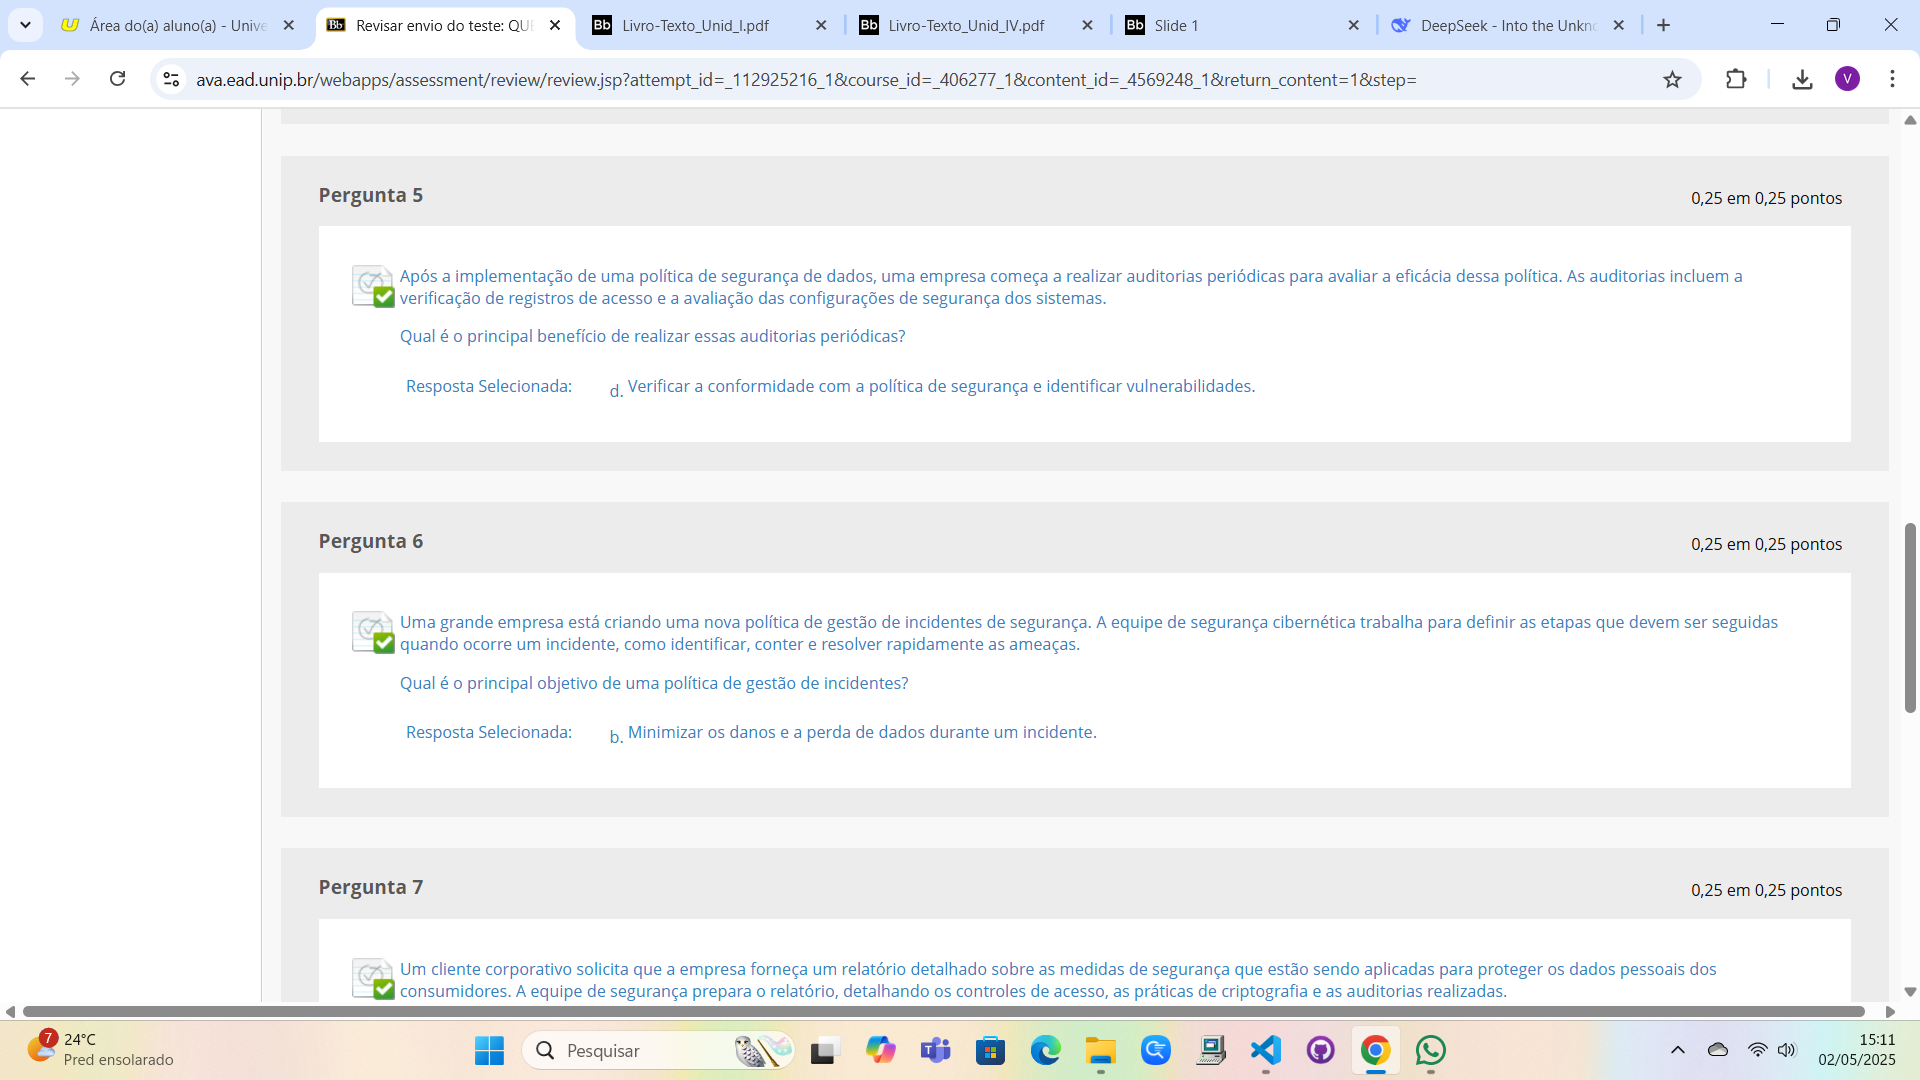 Área do(a) aluno(a) - Unive
Revisar envio do teste: QUE
Livro-Texto_Unid_I.pdf
Livro-Texto_Unid_IV.pdf
Slide 1
DeepSeek - Into the Unkno
ava.ead.unip.br/webapps/assessment/review/review.jsp?attempt_id=_112925216_1&course_id=_406277_1&content_id=_4569248_1&return_content=1&step=
V
Pergunta 5
0,25 em 0,25 pontos
Após a implementação de uma política de segurança de dados, uma empresa começa a realizar auditorias periódicas para avaliar a eficácia dessa política. As auditorias incluem a
verificação de registros de acesso e a avaliação das configurações de segurança dos sistemas.
Qual é o principal benefício de realizar essas auditorias periódicas?
Resposta Selecionada: d. Verificar a conformidade com a política de segurança e identificar vulnerabilidades.
Pergunta 6
0,25 em 0,25 pontos
Uma grande empresa está criando uma nova política de gestão de incidentes de segurança. A equipe de segurança cibernética trabalha para definir as etapas que devem ser seguidas
quando ocorre um incidente, como identificar, conter e resolver rapidamente as ameaças.
Qual é o principal objetivo de uma política de gestão de incidentes?
Resposta Selecionada: b. Minimizar os danos e a perda de dados durante um incidente.
Pergunta 7
0,25 em 0,25 pontos
Um cliente corporativo solicita que a empresa forneça um relatório detalhado sobre as medidas de segurança que estão sendo aplicadas para proteger os dados pessoais dos
consumidores. A equipe de segurança prepara o relatório, detalhando os controles de acesso, as práticas de criptografia e as auditorias realizadas.
7
24°C
Pred ensolarado
Pesquisar
15:11
02/05/2025